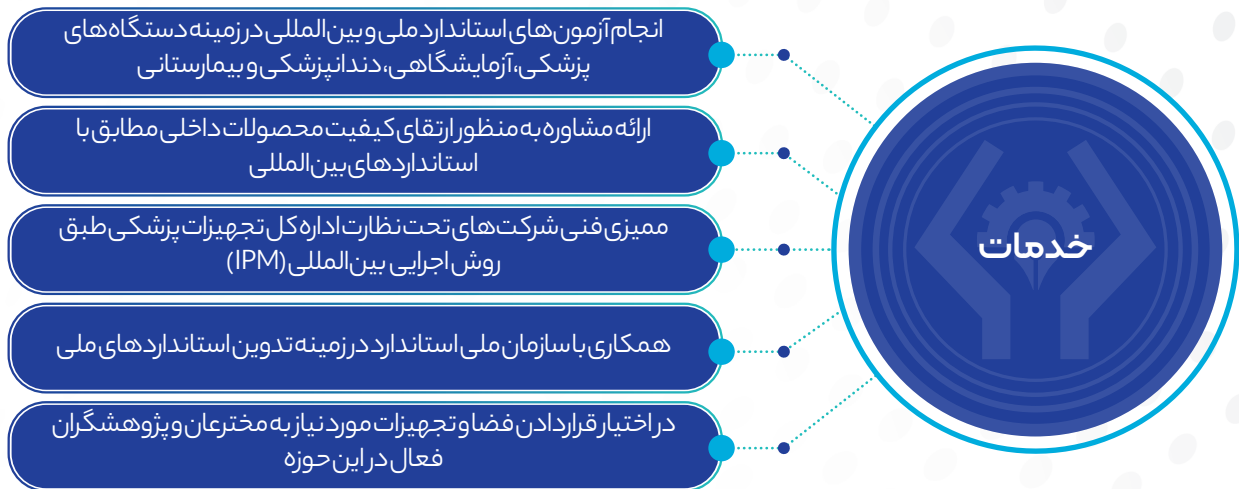 خدمات
انجام آزمون‌های استاندارد ملی و بین‌المللی در زمینه دستگاه‌های
پزشکی، آزمایشگاهی، دندانپزشکی و بیمارستانی
ارائه مشاوره به منظور ارتقای کیفیت محصولات داخلی مطابق با
استانداردهای بین‌المللی
ممیزی فنی شرکت‌های تحت نظارت اداره کل تجهیزات پزشکی طبق
روش اجرایی بین‌المللی (IPM)
همکاری با سازمان ملی استاندارد در زمینه تدوین استانداردهای ملی
در اختیار قرار دادن فضا و تجهیزات مورد نیاز به مخترعان و پژوهشگران
فعال در این حوزه